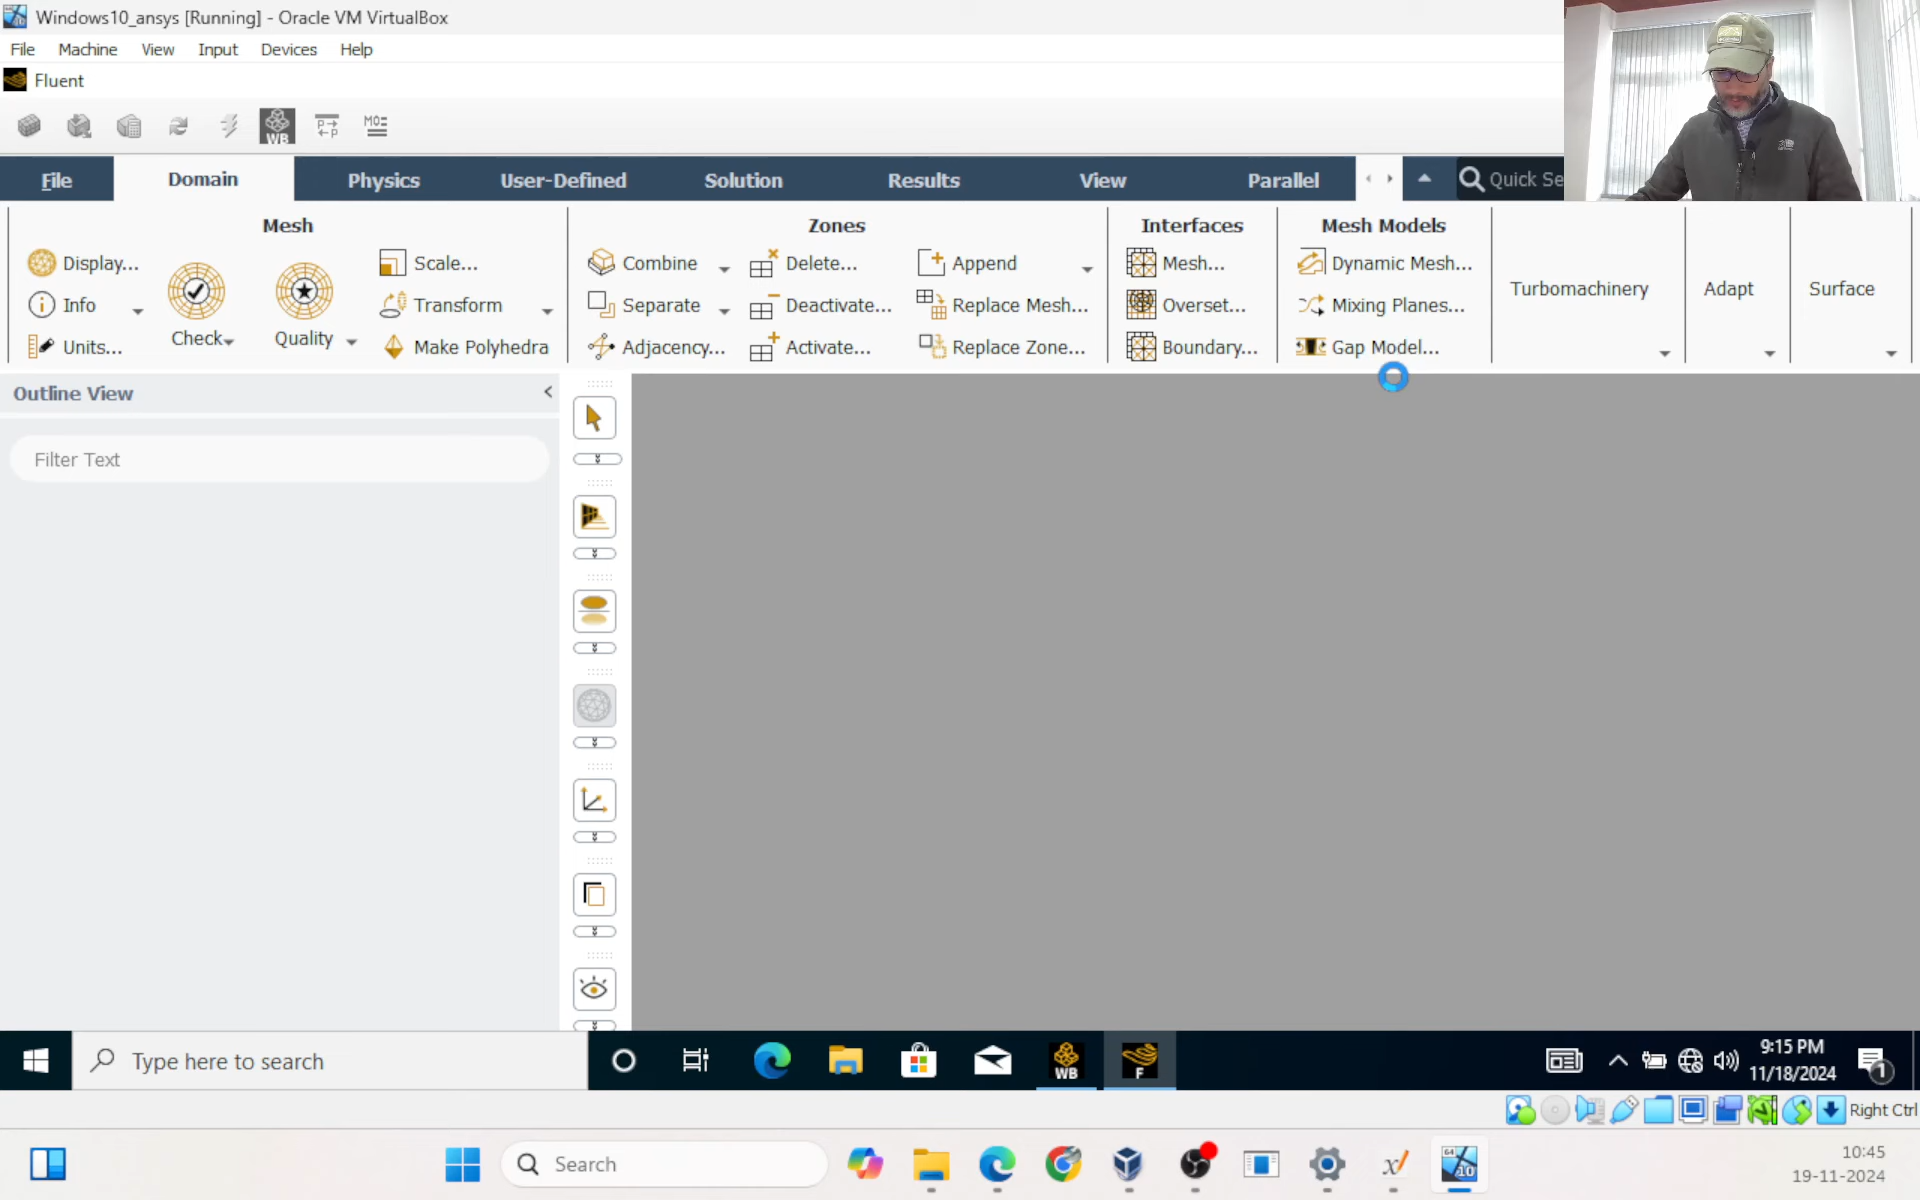 Windows10_ansys [Running] - Oracle VM VirtualBox
File Machine View Input Devices Help
Fluent
WB
File Domain Physics User-Defined Solution Results View Parallel Quick Se
Mesh
Display... Scale...
Info Transform
Units... Check Quality Make Polyhedra
Zones
Combine Delete... Append
Separate Deactivate... Replace Mesh...
Adjacency... Activate... Replace Zone...
Interfaces
Mesh...
Overset...
Boundary...
Mesh Models
Dynamic Mesh...
Mixing Planes...
Gap Model...
Turbomachinery
Adapt
Surface
Outline View
Filter Text
Type here to search
WB
F
9:15 PM
11/18/2024
1
Right Ctrl
Search
64
10
10:45
19-11-2024